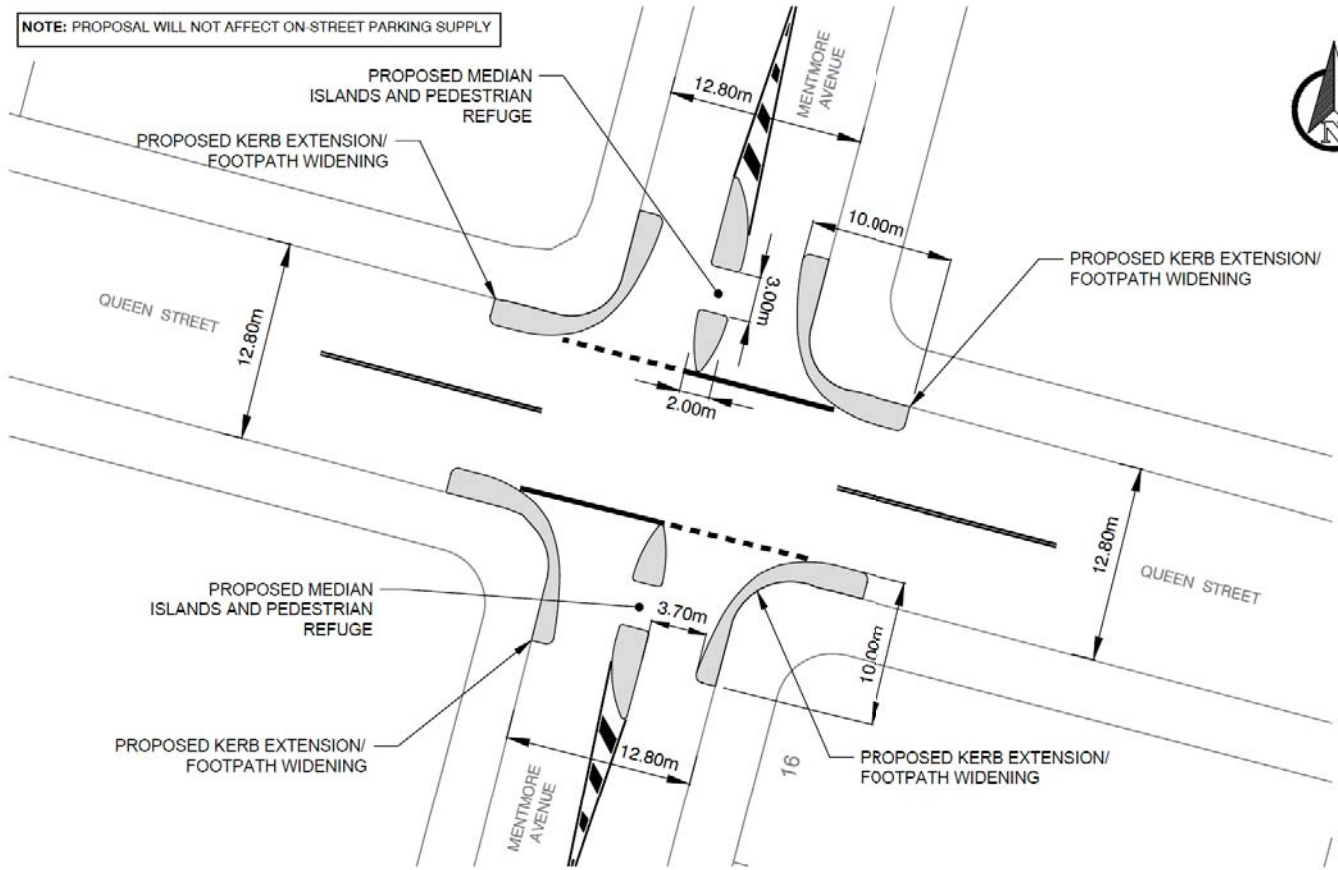 NOTE: PROPOSAL WILL NOT AFFECT ON-STREET PARKING SUPPLY
PROPOSED MEDIAN
ISLANDS AND PEDESTRIAN
REFUGE
12.80m
MENTMORE
AVENUE
N
PROPOSED KERB EXTENSION/
FOOTPATH WIDENING
10.00m
PROPOSED KERB EXTENSION/
FOOTPATH WIDENING
QUEEN STREET
12.80m
3.00m
2.00m
12.80m
QUEEN STREET
PROPOSED MEDIAN
ISLANDS AND PEDESTRIAN
REFUGE
3.70m
10.00m
PROPOSED KERB EXTENSION/
FOOTPATH WIDENING
12.80m
MENTMORE
AVENUE
16
PROPOSED KERB EXTENSION/
FOOTPATH WIDENING